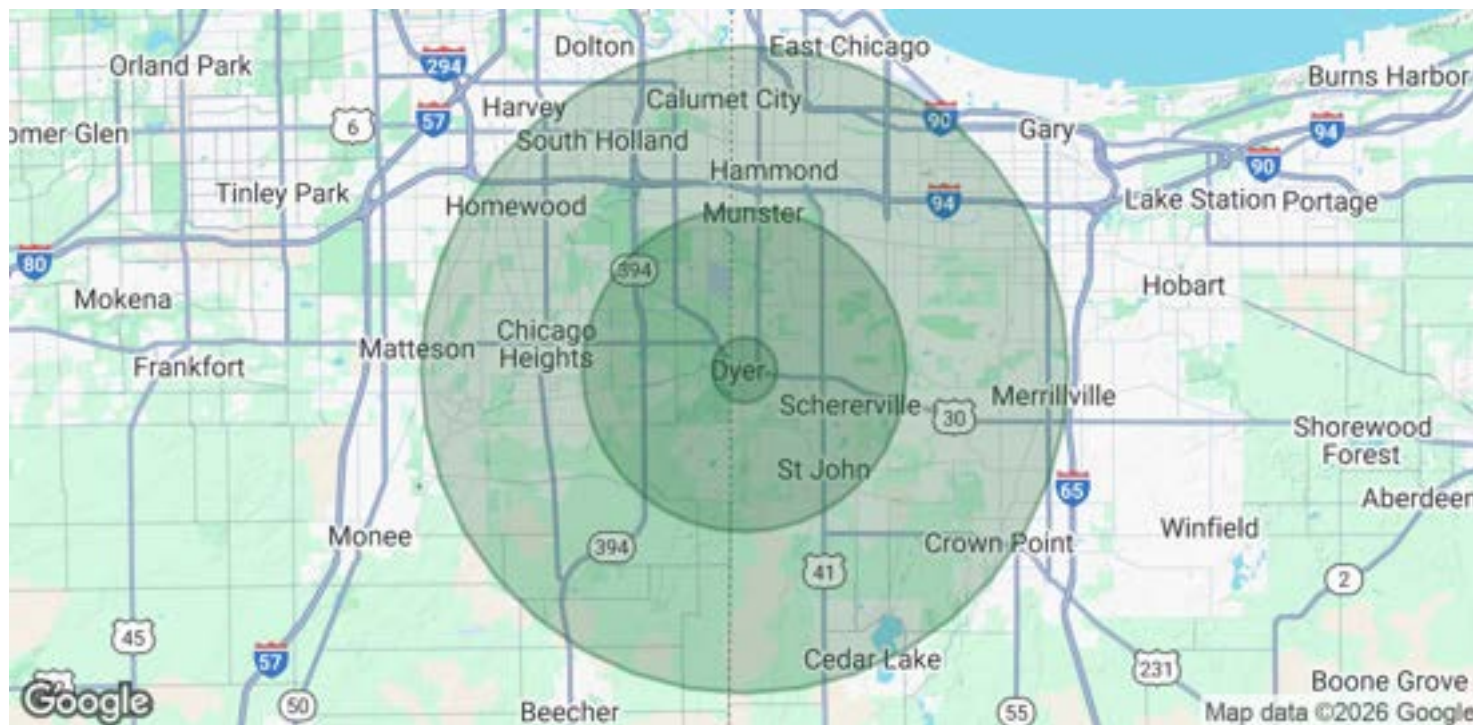 Dolton
East Chicago
Orland Park
294
Burns Harbor
Calumet City
Harvey
57
6
90
94
omer Glen
Gary
South Holland
90
Hammond
Tinley Park
94
Lake Station
Portage
Homewood
Munster
80
394
Hobart
Mokena
Chicago
Heights
Matteson
Frankfort
Dyer
Merrillville
Schererville
30
Shorewood
Forest
St John
65
Aberdeen
Winfield
Monee
394
Crown Point
41
2
45
57
Cedar Lake
231
Boone Grove
Google
50
Beecher
55
Map data ©2026 Google